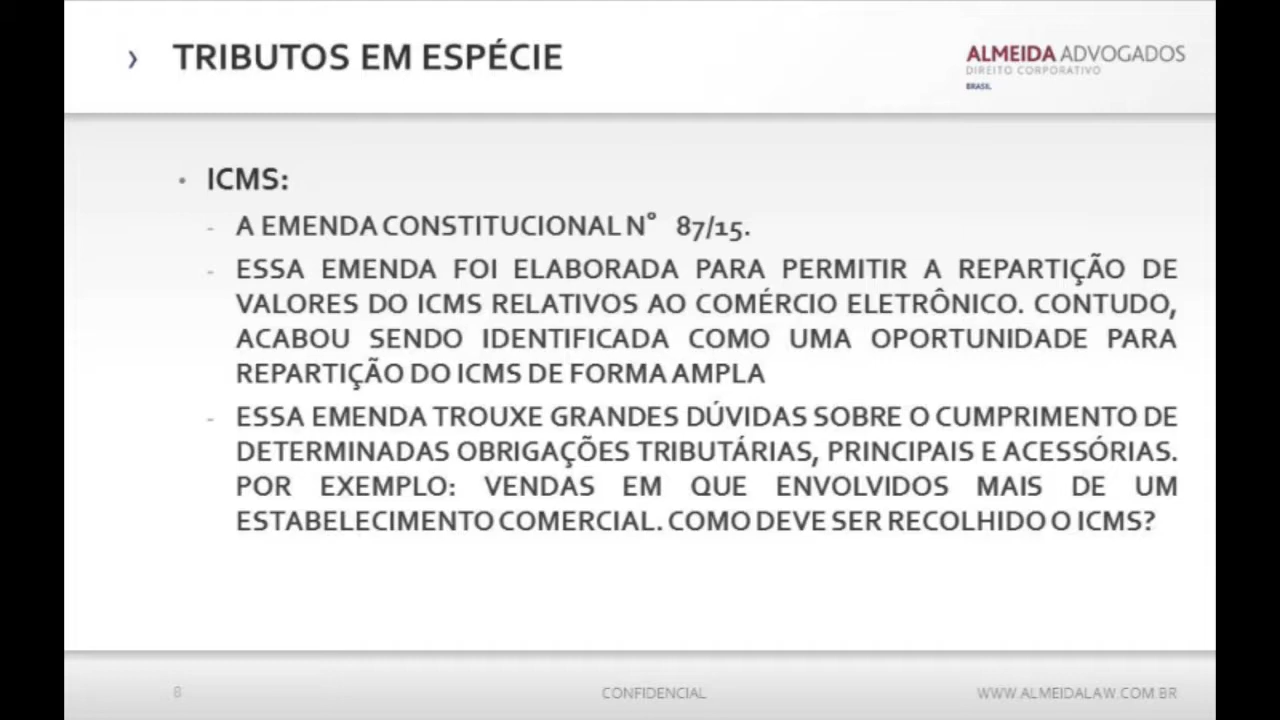 › TRIBUTOS EM ESPÉCIE
ALMEIDA ADVOGADOS
DIREITO CORPORATIVO
BRASIL
• ICMS:
- A EMENDA CONSTITUCIONAL N° 87/15.
- ESSA EMENDA FOI ELABORADA PARA PERMITIR A REPARTIÇÃO DE
VALORES DO ICMS RELATIVOS AO COMÉRCIO ELETRÔNICO. CONTUDO,
ACABOU SENDO IDENTIFICADA COMO UMA OPORTUNIDADE PARA
REPARTIÇÃO DO ICMS DE FORMA AMPLA
- ESSA EMENDA TROUXE GRANDES DÚVIDAS SOBRE O CUMPRIMENTO DE
DETERMINADAS OBRIGAÇÕES TRIBUTÁRIAS, PRINCIPAIS E ACESSÓRIAS.
POR EXEMPLO: VENDAS EM QUE ENVOLVIDOS MAIS DE UM
ESTABELECIMENTO COMERCIAL. COMO DEVE SER RECOLHIDO O ICMS?
8
CONFIDENCIAL
WWW.ALMEIDALAW.COM.BR